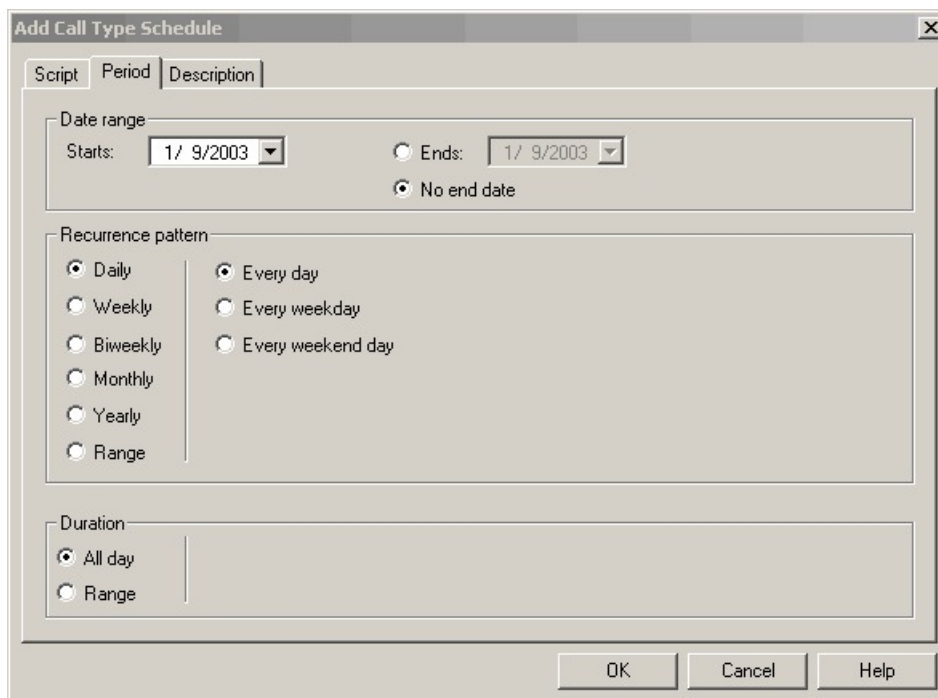 Add Call Type Schedule
Script Period Description
Date range
Starts: 1/ 9/2003 Ends: 1/ 9/2003
No end date
Recurrence pattern
Daily Every day
Weekly Every weekday
Biweekly Every weekend day
Monthly
Yearly
Range
Duration
All day
Range
OK Cancel Help